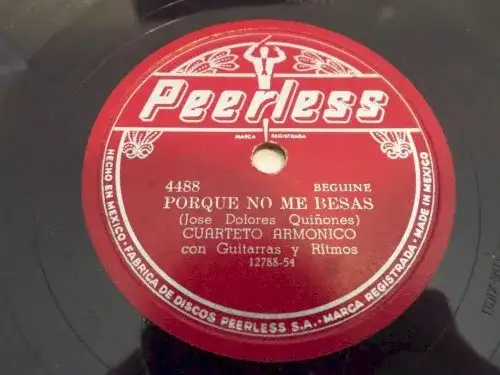 Peerless
MARCA REGISTRADA
4488 BEGUINE
PORQUE NO ME BESAS
(Jose Dolores Quiñones)
CUARTETO ARMONICO
con Guitarras y Ritmos
12788-54
HECHO EN MEXICO·FABRICA DE DISCOS PEERLESS S.A.·MARCA REGISTRADA·MADE IN MEXICO